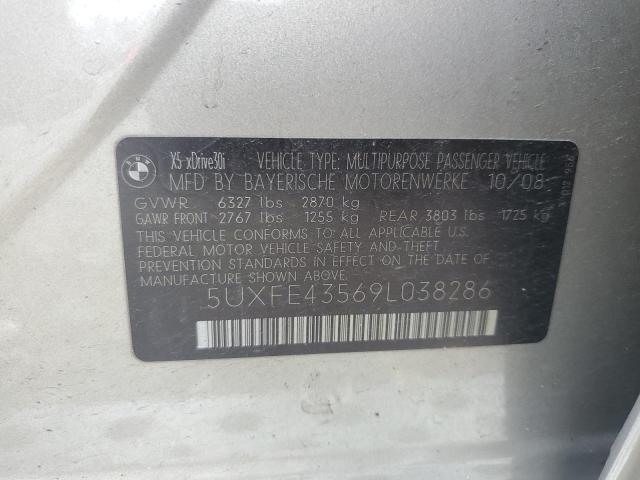 BMW
X5 xDrive30i VEHICLE TYPE: MULTIPURPOSE PASSENGER VEHICLE
MFD BY BAYERISCHE MOTORENWERKE 10/08
GVWR 6327 lbs 2870 kg
GAWR FRONT 2767 lbs 1255 kg REAR 3803 lbs 1725 kg
THIS VEHICLE CONFORMS TO ALL APPLICABLE U.S.
FEDERAL MOTOR VEHICLE SAFETY AND THEFT
PREVENTION STANDARDS IN EFFECT ON THE DATE OF
MANUFACTURE SHOWN ABOVE.
5UXFE43569L038286